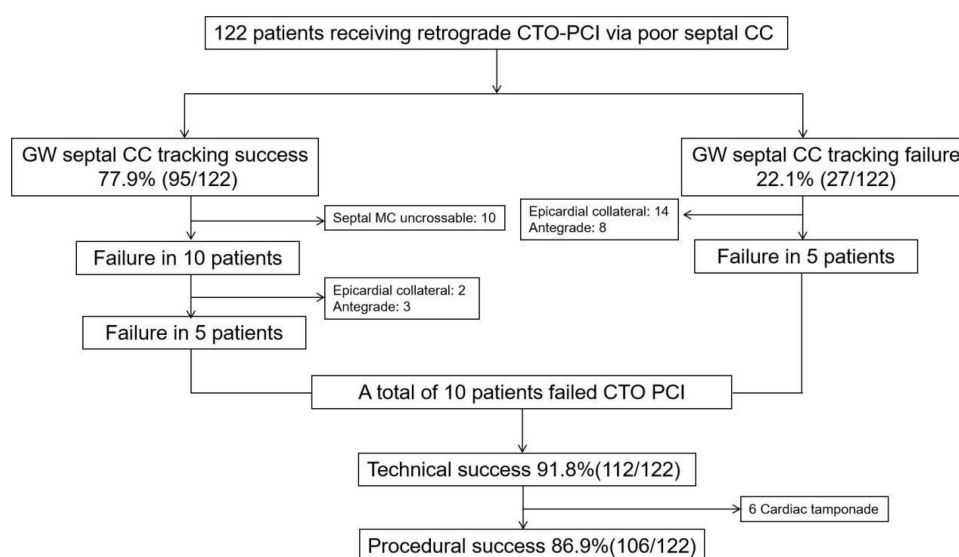 122 patients receiving retrograde CTO-PCI via poor septal CC
GW septal CC tracking success
77.9% (95/122)
GW septal CC tracking failure
22.1% (27/122)
Septal MC uncrossable: 10
Epicardial collateral: 14
Antegrade: 8
Failure in 10 patients
Failure in 5 patients
Epicardial collateral: 2
Antegrade: 3
Failure in 5 patients
A total of 10 patients failed CTO PCI
Technical success 91.8%(112/122)
6 Cardiac tamponade
Procedural success 86.9%(106/122)